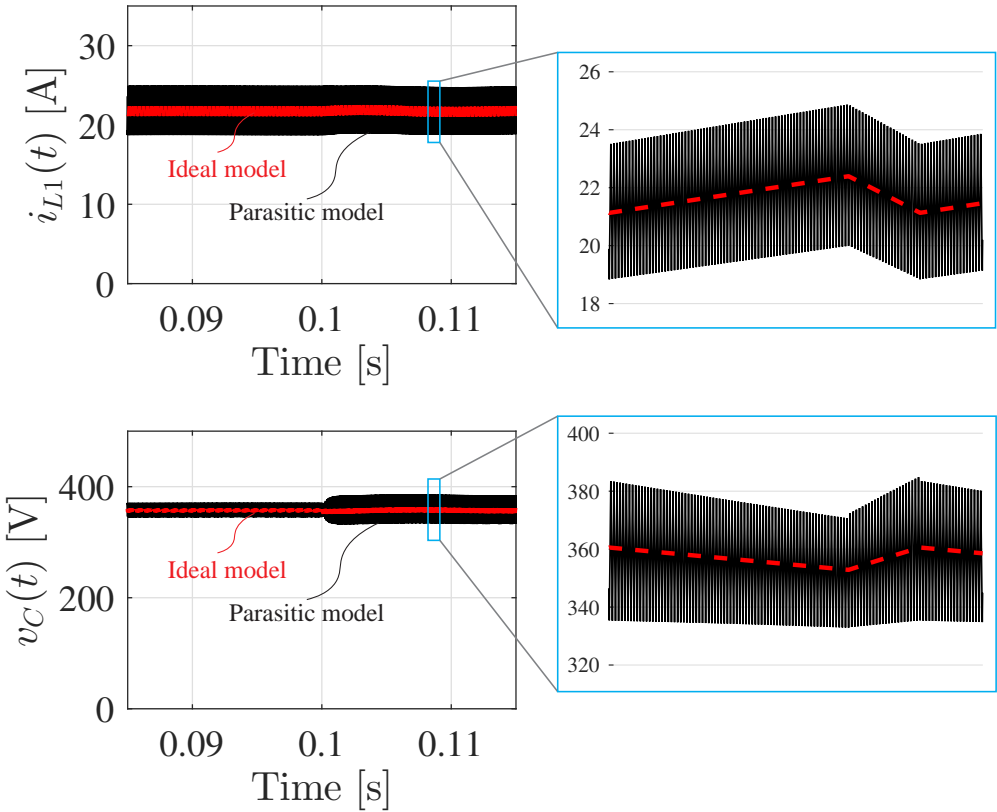 i_{L1}(t) [A]
30
20
10
0
Ideal model
Parasitic model
0.09
0.1
0.11
Time [s]
26
24
22
20
18
v_C(t) [V]
400
200
0
Ideal model
Parasitic model
0.09
0.1
0.11
Time [s]
400
380
360
340
320